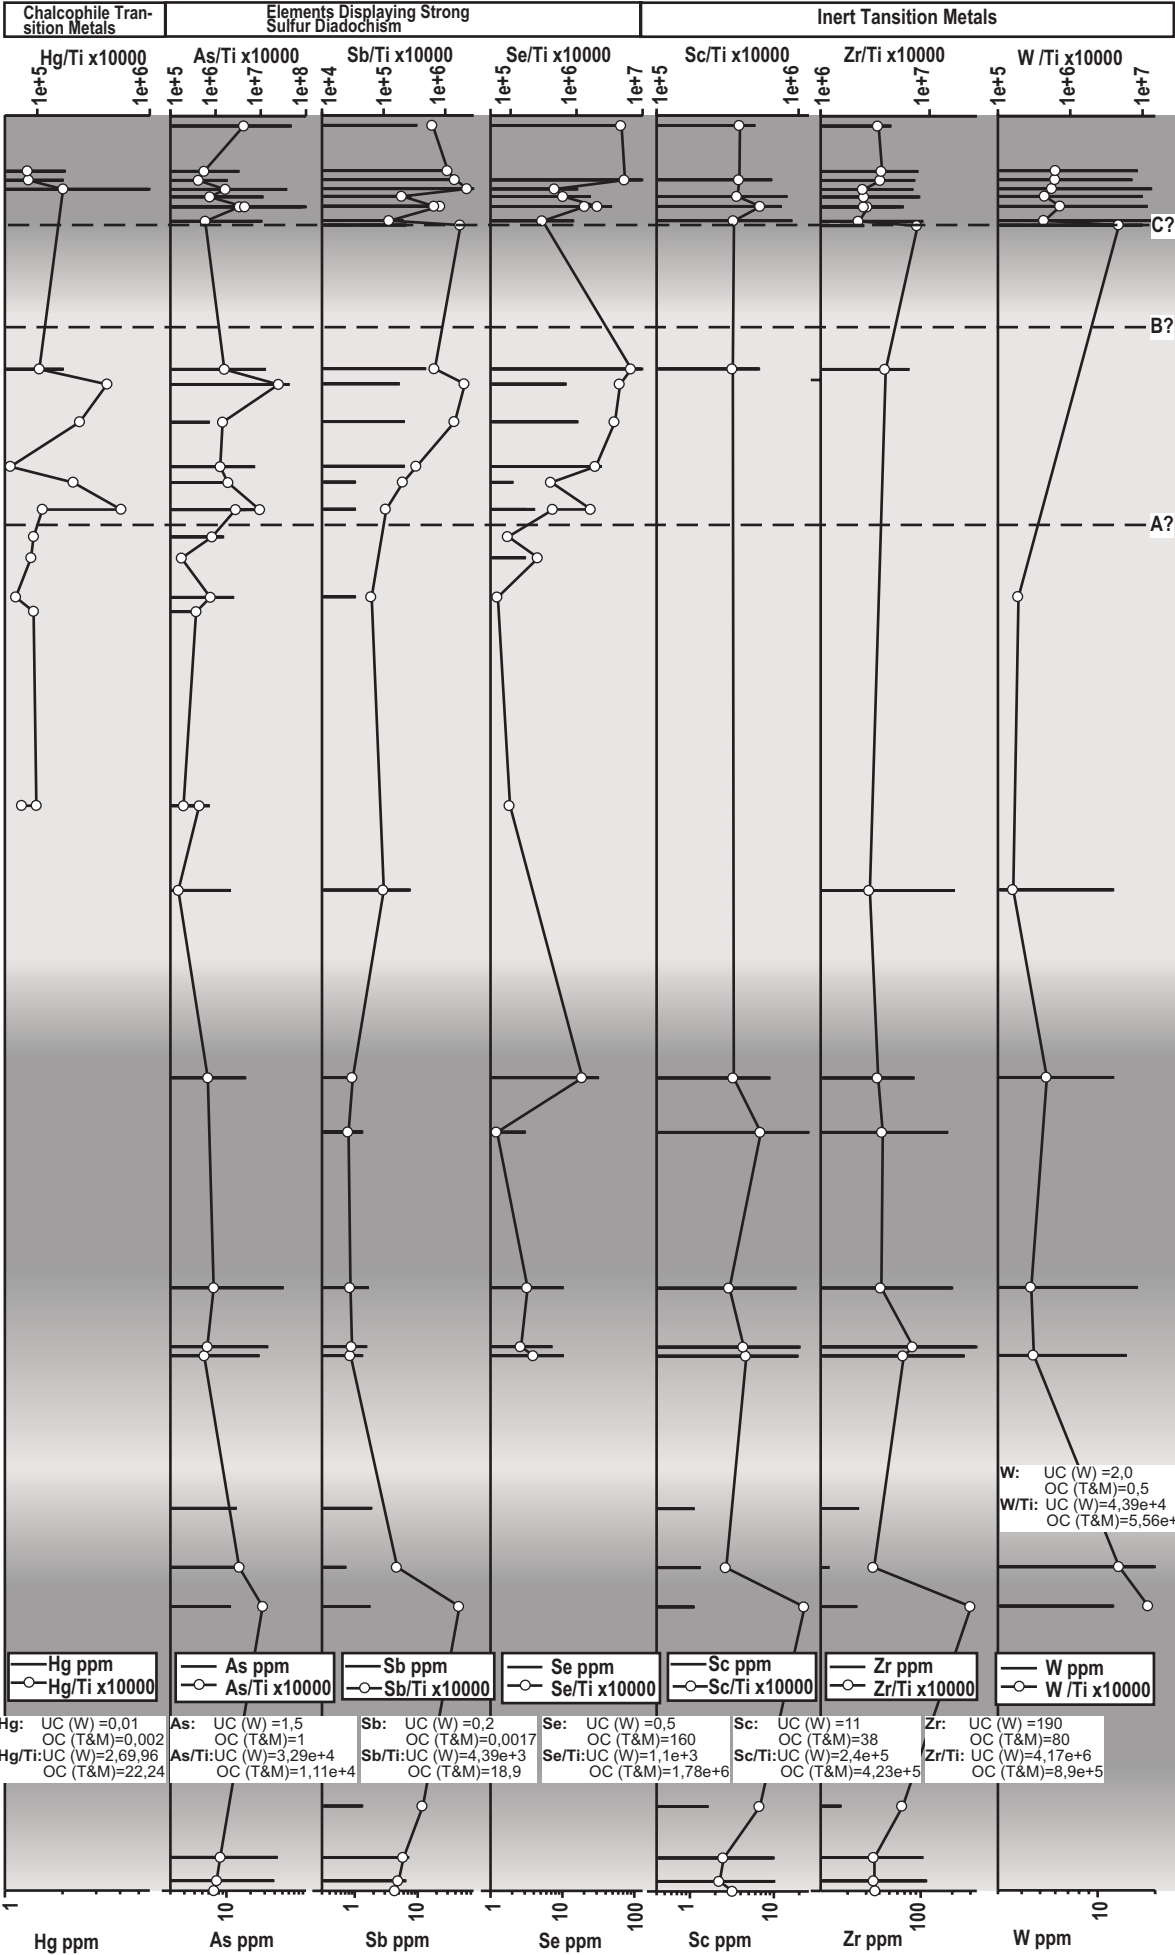 Chalcophile Tran-
sition Metals
Elements Displaying Strong
Sulfur Diadochism
Inert Tansition Metals
Hg/Ti x10000
As/Ti x10000
Sb/Ti x10000
Se/Ti x10000
Sc/Ti x10000
Zr/Ti x10000
W /Ti x10000
1e+5
1e+6
1e+5
1e+6
1e+7
1e+8
1e+4
1e+5
1e+6
1e+5
1e+6
1e+7
1e+5
1e+6
1e+6
1e+7
1e+5
1e+6
1e+7
C?
B?
A?
W: UC (W) =2,0
OC (T&M)=0,5
W/Ti: UC (W)=4,39e+4
OC (T&M)=5,56e+
Hg ppm
Hg/Ti x10000
As ppm
As/Ti x10000
Sb ppm
Sb/Ti x10000
Se ppm
Se/Ti x10000
Sc ppm
Sc/Ti x10000
Zr ppm
Zr/Ti x10000
W ppm
W /Ti x10000
Hg: UC (W) =0,01
OC (T&M)=0,002
Hg/Ti:UC (W)=2,69,96
OC (T&M)=22,24
As: UC (W) =1,5
OC (T&M)=1
As/Ti:UC (W)=3,29e+4
OC (T&M)=1,11e+4
Sb: UC (W) =0,2
OC (T&M)=0,0017
Sb/Ti:UC (W)=4,39e+3
OC (T&M)=18,9
Se: UC (W) =0,5
OC (T&M)=160
Se/Ti:UC (W)=1,1e+3
OC (T&M)=1,78e+6
Sc: UC (W) =11
OC (T&M)=38
Sc/Ti:UC (W)=2,4e+5
OC (T&M)=4,23e+5
Zr: UC (W) =190
OC (T&M)=80
Zr/Ti: UC (W)=4,17e+6
OC (T&M)=8,9e+5
1
10
1
10
1
10
100
1
10
100
10
Hg ppm
As ppm
Sb ppm
Se ppm
Sc ppm
Zr ppm
W ppm